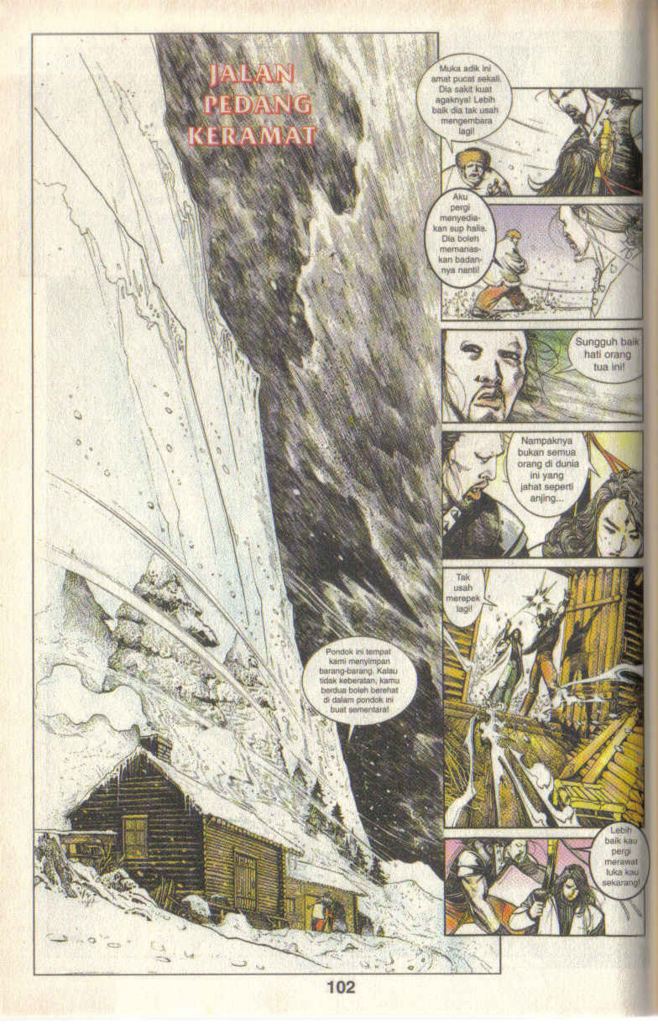 JALAN
PEDANG
KERAMAT
Pondok ini tempat
kami menyimpan
barang-barang. Kalau
tidak keberatan, kamu
berdua boleh berehat
di dalam pondok ini
buat sementara!
Muka adik ini
amat pucat sekali.
Dia sakit kuat
agaknya! Lebih
baik dia tak usah
mengembara
lagi!
Aku
pergi
menyedia-
kan sup halia.
Dia boleh
memanas-
kan badan-
nya nanti!
Sungguh baik
hati orang
tua ini!
Nampaknya
bukan semua
orang di dunia
ini yang
jahat seperti
anjing...
Tak
usah
merepek
lagi!
Lebih
baik kau
pergi
merawat
luka kau
sekarang!
102